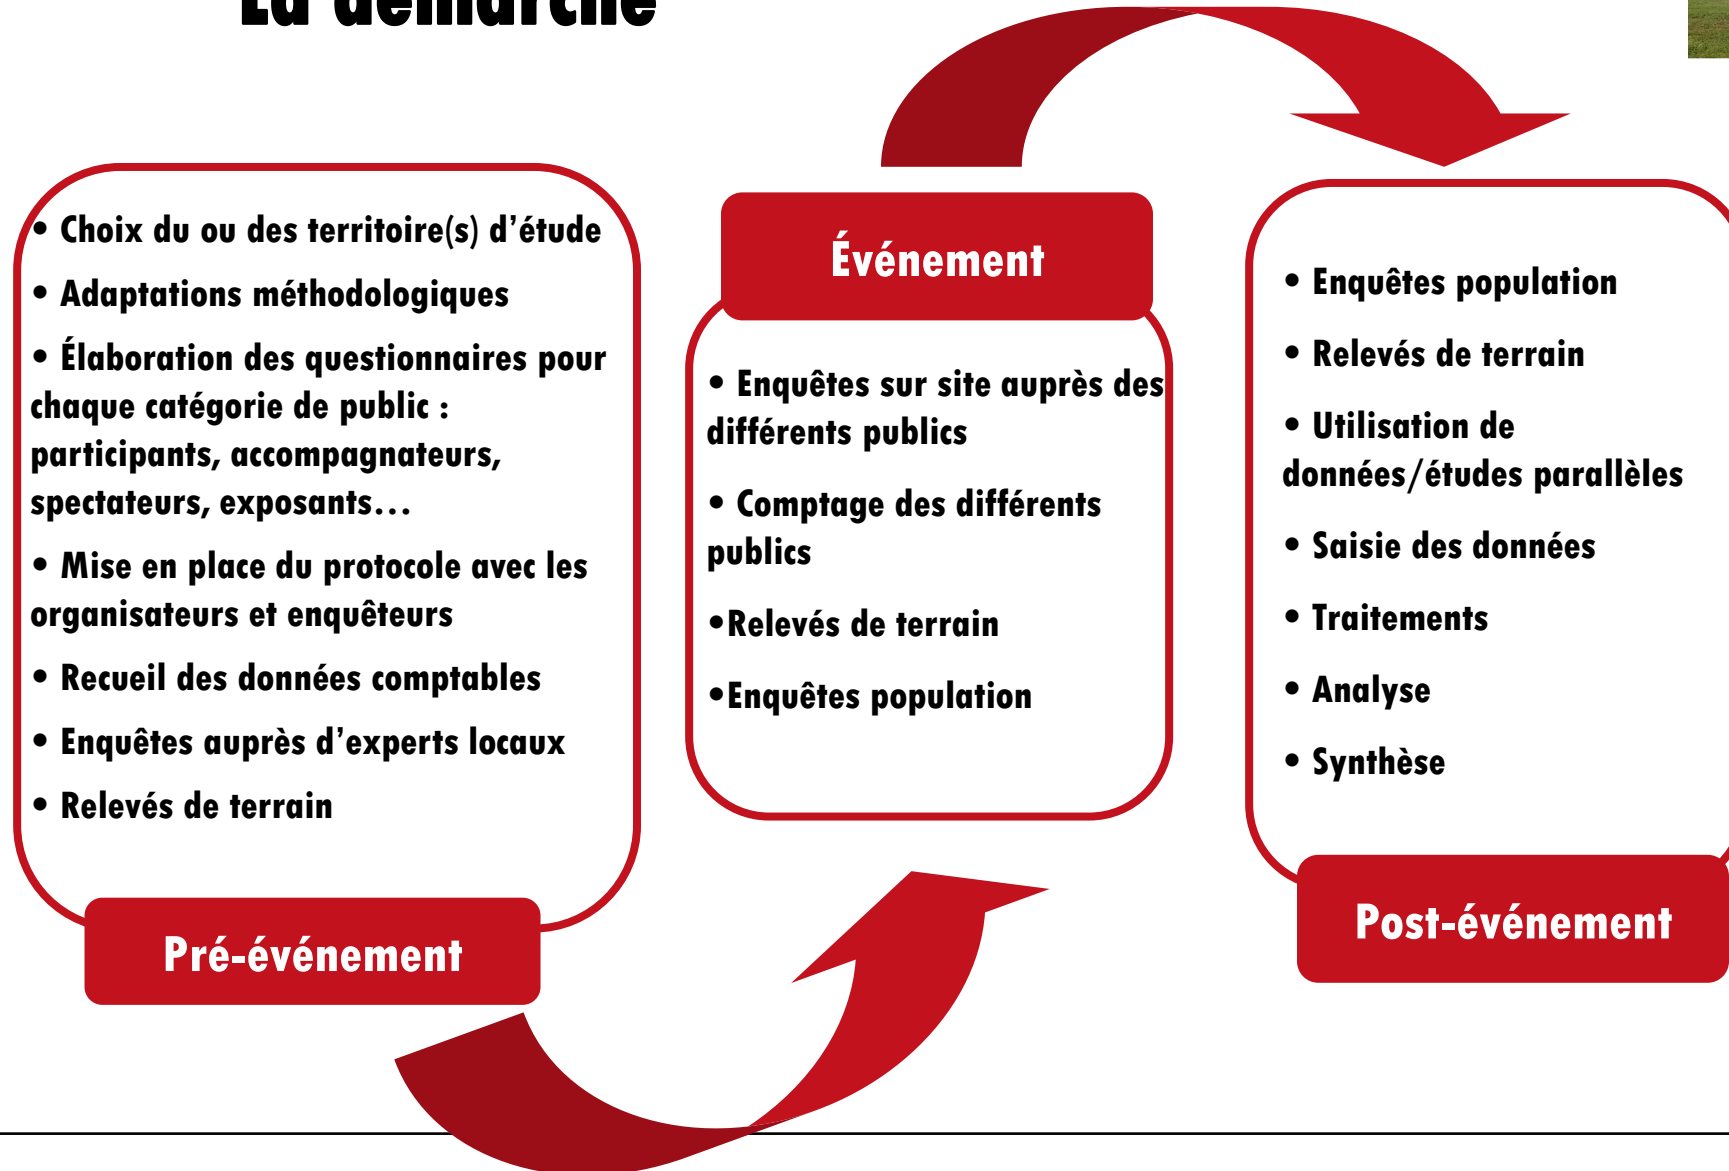 La démarche
• Choix du ou des territoire(s) d’étude
• Adaptations méthodologiques
• Élaboration des questionnaires pour
chaque catégorie de public :
participants, accompagnateurs,
spectateurs, exposants…
• Mise en place du protocole avec les
organisateurs et enquêteurs
• Recueil des données comptables
• Enquêtes auprès d’experts locaux
• Relevés de terrain
Pré-événement
Événement
• Enquêtes sur site auprès des
différents publics
• Comptage des différents
publics
•Relevés de terrain
•Enquêtes population
• Enquêtes population
• Relevés de terrain
• Utilisation de
données/études parallèles
• Saisie des données
• Traitements
• Analyse
• Synthèse
Post-événement